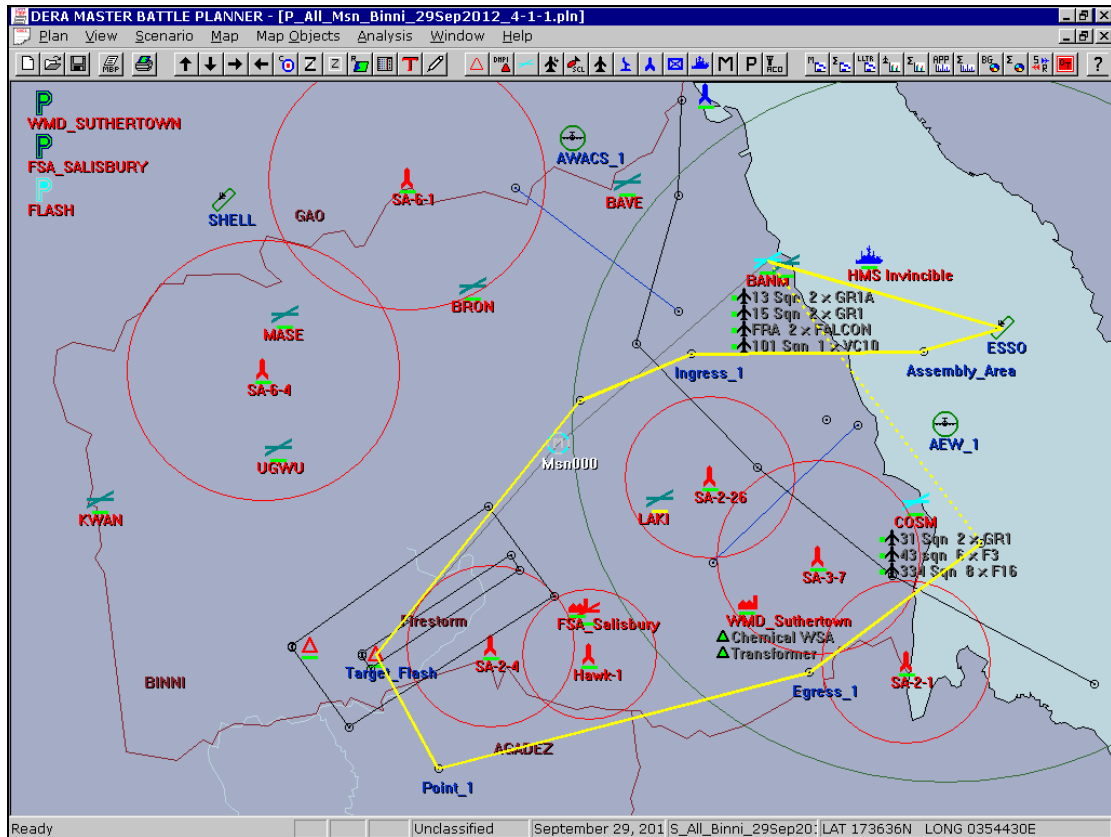 DERA MASTER BATTLE PLANNER - [P_All_Msn_Binni_29Sep2012_4-1-1.pln]
Plan View Scenario Map Map Objects Analysis Window Help
WMD_SUTHERTOWN
FSA_SALISBURY
FLASH
SHELL
GAO
SA-6-1
AWACS_1
BAVE
BRON
MASE
SA-6-4
UGWU
KWAN
BANM
13 Sqr 2 x GR1A
15 Sqn 2 x GR1
FRA 2 x FALCON
101 Sqn 1 x VC10
HMS Invincible
ESSO
Assembly_Area
Ingress_1
AEW_1
Msn000
SA-2-26
LAKI
COSM
31 Sqn 2 x GR1
43 sqn 6 x F3
334 Sqn 8 x F16
SA-3-7
WMD_Suthertown
Chemical WSA
Transformer
Firestorm
FSA_Salisbury
SA-2-4
Hawk-1
Target_Flash
BINNI
Egress_1
SA-2-1
AGADEZ
Point_1
Ready Unclassified September 29, 201 S_All_Binni_29Sep20 LAT 173636N LONG 0354430E